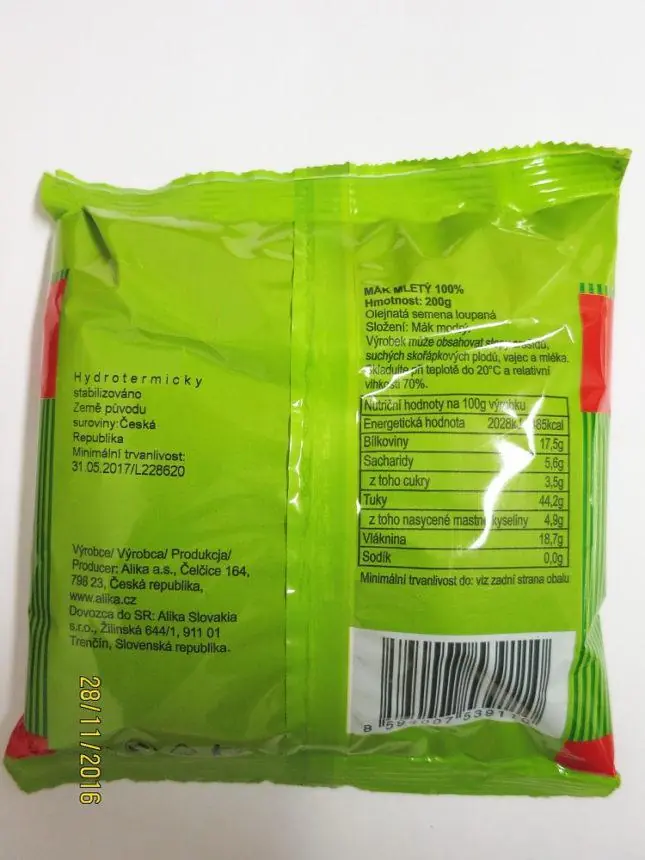 Hydrotermicky
stabilizováno
Země původu
suroviny:Česká
Republika
Minimální trvanlivost:
31.05.2017/L228620
Výrobce/ Výrobca/ Produkcja/
Producer: Alika a.s., Čelčice 164,
798 23, Česká republika,
www.alika.cz
Dovozca do SR: Alika Slovakia
s.r.o., Žilinská 644/1, 911 01
Trenčín, Slovenská republika.
MÁK MLETÝ 100%
Hmotnost: 200g
Olejnatá semena loupaná
Složení: Mák modrý.
Výrobek může obsahovat stopy
suchých skořápkových plodů, vajec a mléka.
Skladujte při teplotě do 20°C a relativní
vlhkosti 70%.
Nutriční hodnoty na 100g výrobku
Energetická hodnota 2028kJ
Bílkoviny 17,5g
Sacharidy 5,6g
z toho cukry 3,5g
Tuky 44,2g
z toho nasycené mastné kyseliny 4,9g
Vláknina 18,7g
Sodík 0,0g
Minimální trvanlivost do: viz zadní strana obalu
28/11/2016